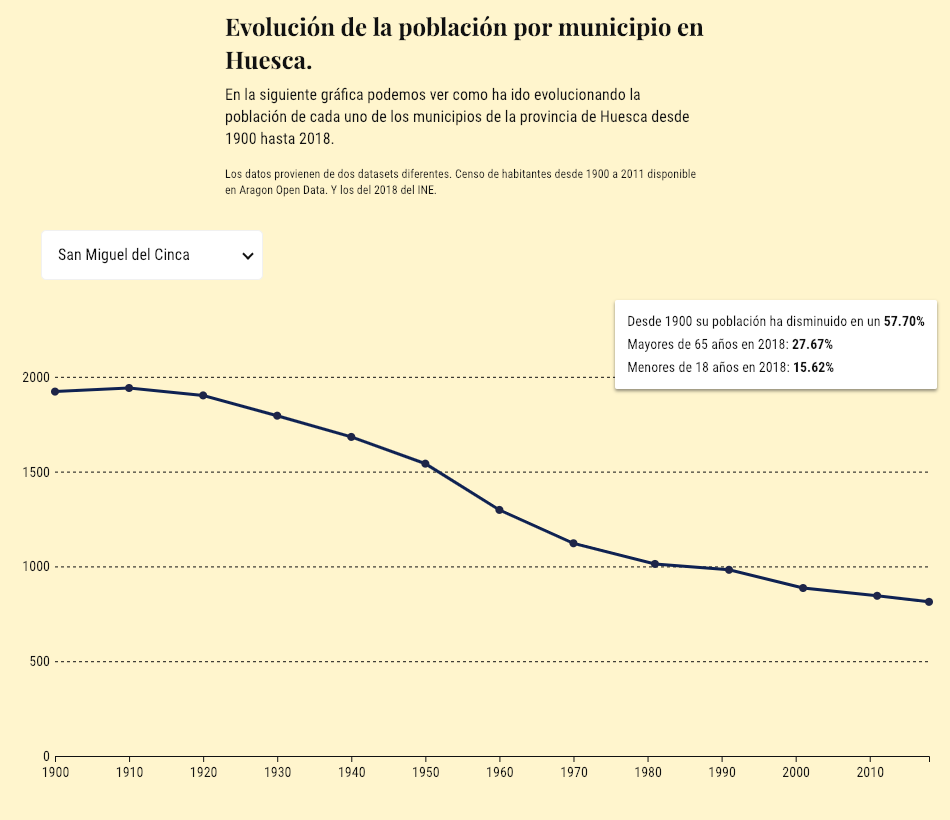 Evolución de la población por municipio en
Huesca.
En la siguiente gráfica podemos ver como ha ido evolucionando la
población de cada uno de los municipios de la provincia de Huesca desde
1900 hasta 2018.
Los datos provienen de dos datasets diferentes. Censo de habitantes desde 1900 a 2011 disponible
en Aragon Open Data. Y los del 2018 del INE.
San Miguel del Cinca
Desde 1900 su población ha disminuido en un 57.70%
Mayores de 65 años en 2018: 27.67%
Menores de 18 años en 2018: 15.62%
2000
1500
1000
500
0
1900 1910 1920 1930 1940 1950 1960 1970 1980 1990 2000 2010